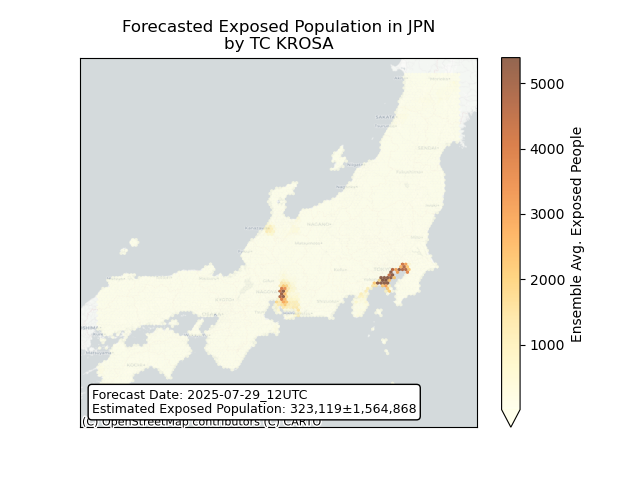 Forecasted Exposed Population in JPN
by TC KROSA
5000
4000
3000
2000
1000
Ensemble Avg. Exposed People
Forecast Date: 2025-07-29_12UTC
Estimated Exposed Population: 323,119±1,564,868
(C) OpenStreetMap contributors (C) CARTO